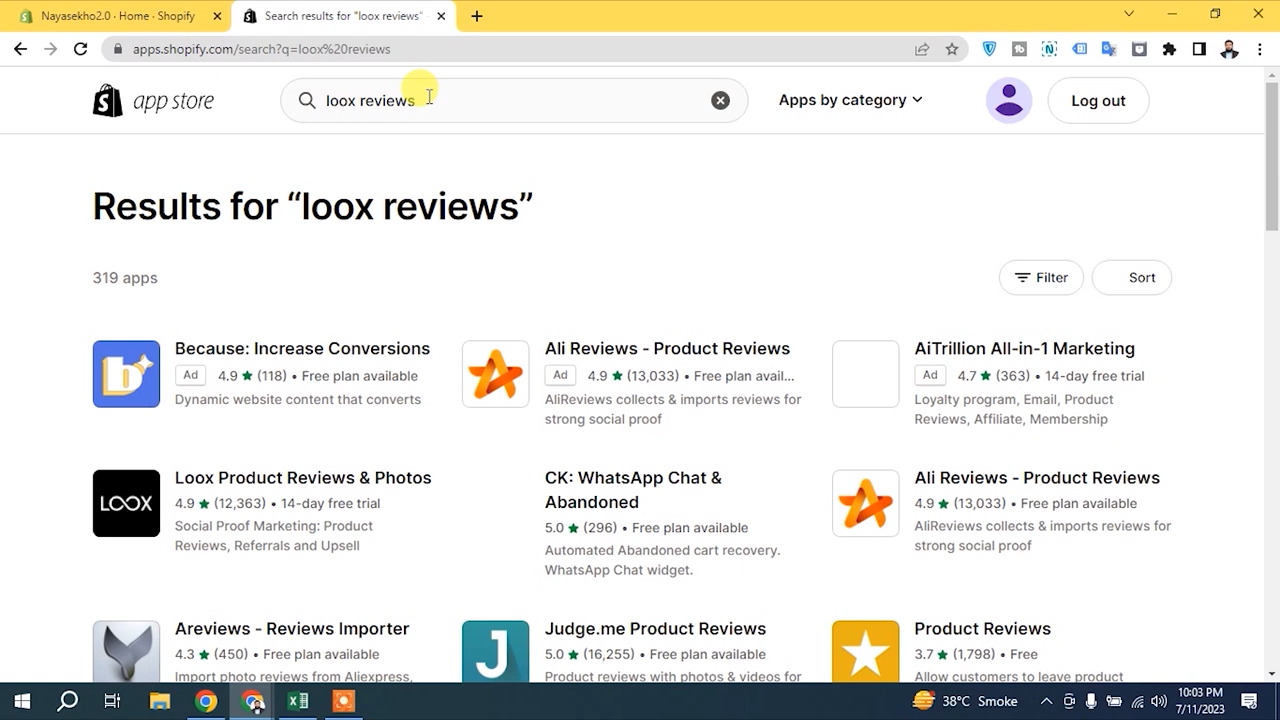 Nayasekho2.0 · Home · Shopify
Search results for "loox reviews"
apps.shopify.com/search?q=loox%20reviews
app store
loox reviews
Apps by category
Log out
Results for “loox reviews”
319 apps
Filter
Sort
Because: Increase Conversions
Ad 4.9 ★ (118) • Free plan available
Dynamic website content that converts
Ali Reviews - Product Reviews
Ad 4.9 ★ (13,033) • Free plan avail...
AliReviews collects & imports reviews for
strong social proof
AiTrillion All-in-1 Marketing
Ad 4.7 ★ (363) • 14-day free trial
Loyalty program, Email, Product
Reviews, Affiliate, Membership
LOOX
Loox Product Reviews & Photos
4.9 ★ (12,363) • 14-day free trial
Social Proof Marketing: Product
Reviews, Referrals and Upsell
CK: WhatsApp Chat &
Abandoned
5.0 ★ (296) • Free plan available
Automated Abandoned cart recovery.
WhatsApp Chat widget.
Ali Reviews - Product Reviews
4.9 ★ (13,033) • Free plan available
AliReviews collects & imports reviews for
strong social proof
Areviews - Reviews Importer
4.3 ★ (450) • Free plan available
Import photo reviews from Aliexpress,
Judge.me Product Reviews
5.0 ★ (16,255) • Free plan available
Product reviews with photos & videos for
Product Reviews
3.7 ★ (1,798) • Free
Allow customers to leave product
38°C Smoke
10:03 PM
7/11/2023